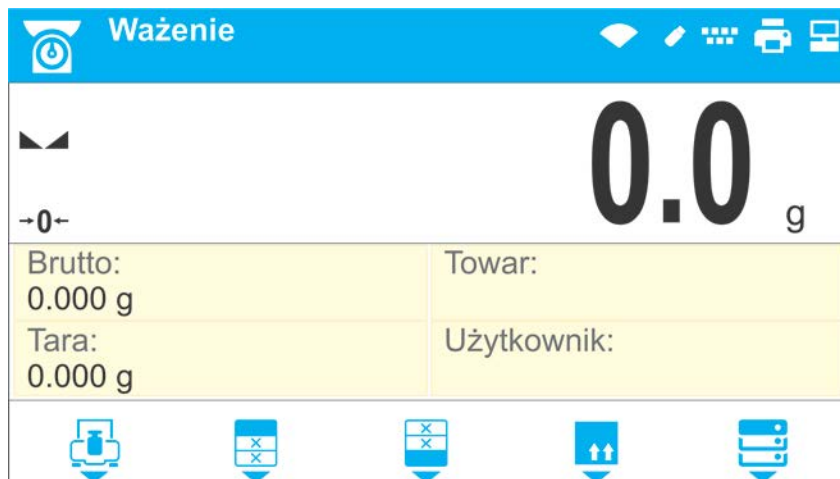 Ważenie
0.0 g
→0←
Brutto:
0.000 g
Towar:
Tara:
0.000 g
Użytkownik: